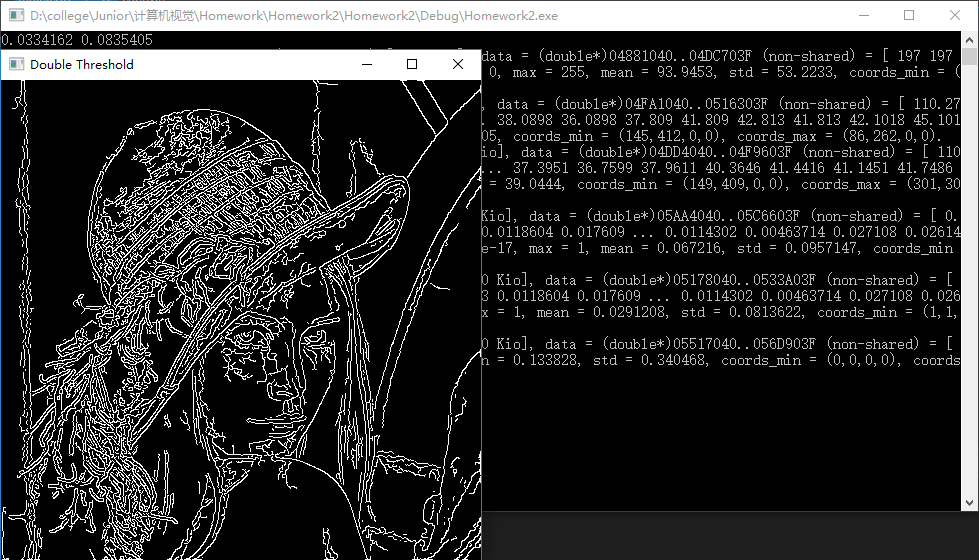 D:\college\Junior\计算机视觉\Homework\Homework2\Homework2\Debug\Homework2.exe
0.0334162 0.0835405
Double Threshold
data = (double*)04881040..04DC703F (non-shared) = [ 197 197
0, max = 255, mean = 93.9453, std = 53.2233, coords_min = (
, data = (double*)04FA1040..0516303F (non-shared) = [ 110.27
. 38.0898 36.0898 37.809 41.809 42.813 41.813 42.1018 45.101
05, coords_min = (145,412,0,0), coords_max = (86,262,0,0).
io], data = (double*)04DD4040..04F9603F (non-shared) = [ 110
... 37.3951 36.7599 37.9611 40.3646 41.4416 41.1451 41.7486
= 39.0444, coords_min = (149,409,0,0), coords_max = (301,30
Kio], data = (double*)05AA4040..05C6603F (non-shared) = [ 0.
0.0118604 0.017609 ... 0.0114302 0.00463714 0.027108 0.02614
e-17, max = 1, mean = 0.067216, std = 0.0957147, coords_min
0 Kio], data = (double*)05178040..0533A03F (non-shared) = [
3 0.0118604 0.017609 ... 0.0114302 0.00463714 0.027108 0.026
x = 1, mean = 0.0291208, std = 0.0813622, coords_min = (1,1,
0 Kio], data = (double*)05517040..056D903F (non-shared) = [
n = 0.133828, std = 0.340468, coords_min = (0,0,0,0), coords